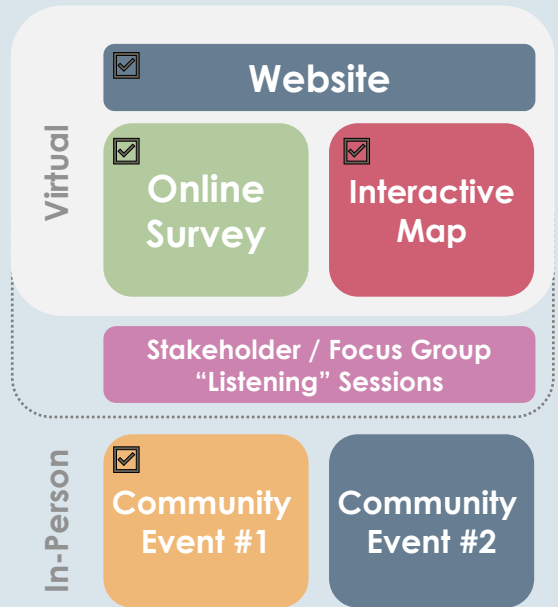 Virtual
Website
Online
Survey
Interactive
Map
Stakeholder / Focus Group
“Listening” Sessions
In-Person
Community
Event #1
Community
Event #2